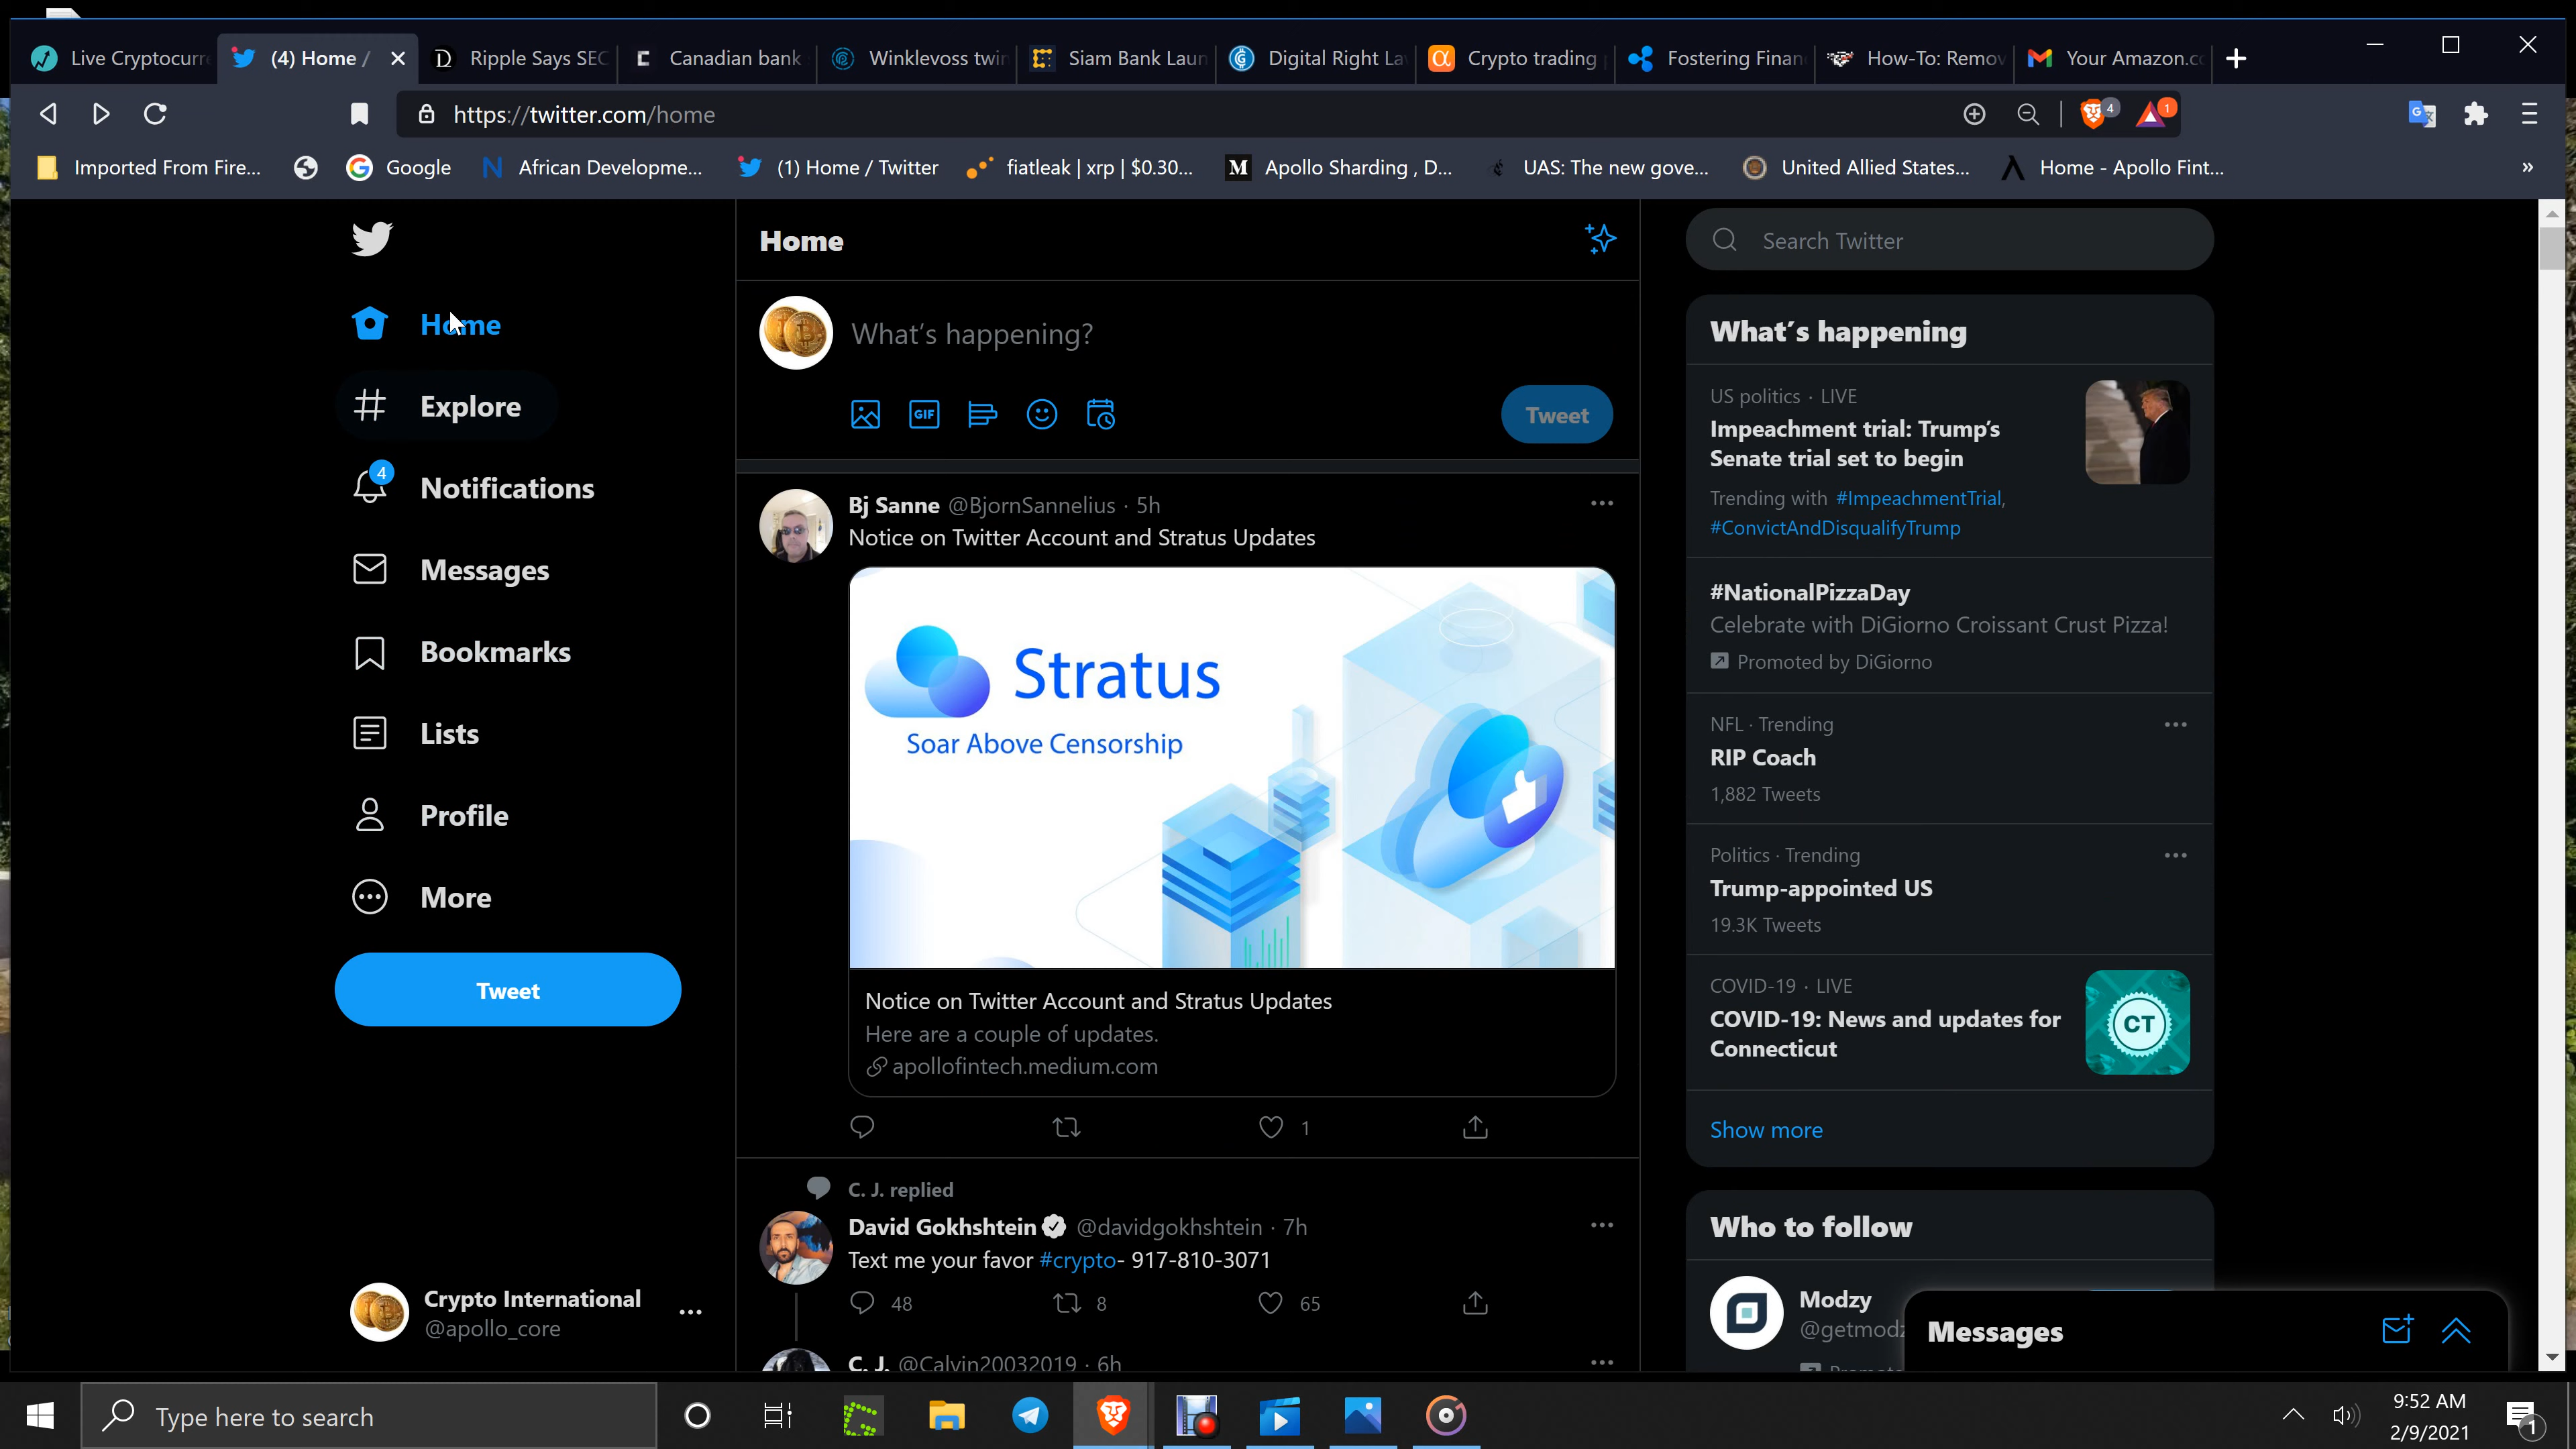 Live Cryptocurr
(4) Home /
Ripple Says SEC
Canadian bank
Winklevoss twin
Siam Bank Laun
Digital Right La
Crypto trading
Fostering Finan
How-To: Remov
Your Amazon.co
https://twitter.com/home
4
1
Imported From Fire...
Google
African Developme...
(1) Home / Twitter
fiatleak | xrp | $0.30...
Apollo Sharding , D...
UAS: The new gove...
United Allied States...
Home - Apollo Fint...
»
Home
Explore
4
Notifications
Messages
Bookmarks
Lists
Profile
More
Tweet
Crypto International
@apollo_core
Home
What's happening?
GIF
Tweet
Bj Sanne @BjornSannelius · 5h
Notice on Twitter Account and Stratus Updates
Stratus
Soar Above Censorship
Notice on Twitter Account and Stratus Updates
Here are a couple of updates.
apollofintech.medium.com
1
C. J. replied
David Gokhshtein @davidgokhshtein · 7h
Text me your favor #crypto- 917-810-3071
48 8 65
C. J. @Calvin20032019 · 6h
Search Twitter
What's happening
US politics · LIVE
Impeachment trial: Trump's
Senate trial set to begin
Trending with #ImpeachmentTrial,
#ConvictAndDisqualifyTrump
#NationalPizzaDay
Celebrate with DiGiorno Croissant Crust Pizza!
Promoted by DiGiorno
NFL · Trending
RIP Coach
1,882 Tweets
Politics · Trending
Trump-appointed US
19.3K Tweets
COVID-19 · LIVE
COVID-19: News and updates for
Connecticut
CT
Show more
Who to follow
Modzy
@getmodz
Messages
Type here to search
9:52 AM
2/9/2021
1